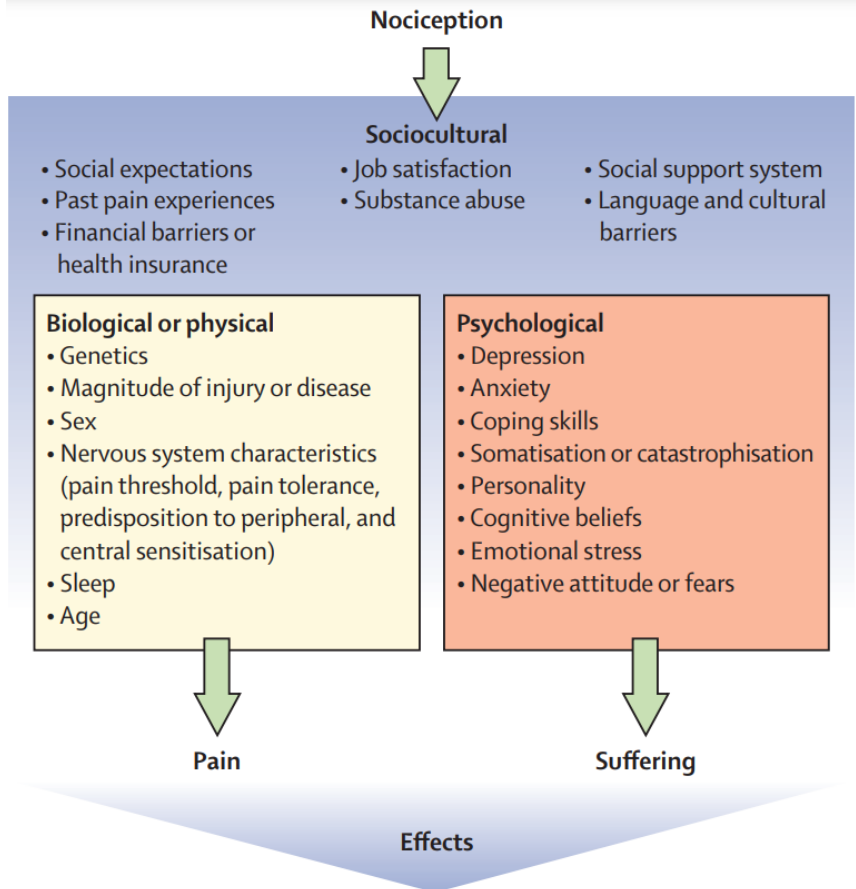 Nociception
Sociocultural
• Social expectations
• Past pain experiences
• Financial barriers or
health insurance
• Job satisfaction
• Substance abuse
• Social support system
• Language and cultural
barriers
Biological or physical
• Genetics
• Magnitude of injury or disease
• Sex
• Nervous system characteristics
(pain threshold, pain tolerance,
predisposition to peripheral, and
central sensitisation)
• Sleep
• Age
Psychological
• Depression
• Anxiety
• Coping skills
• Somatisation or catastrophisation
• Personality
• Cognitive beliefs
• Emotional stress
• Negative attitude or fears
Pain
Suffering
Effects